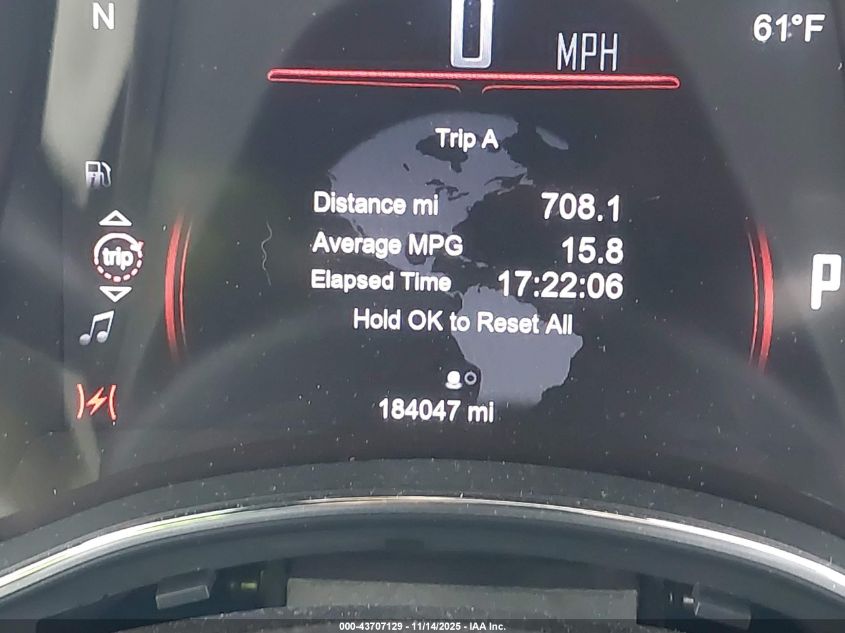 N
0 MPH
61°F
Trip A
Distance mi 708.1
Average MPG 15.8
trip
Elapsed Time 17:22:06
P
Hold OK to Reset All
184047 mi
000-43707129 - 11/14/2025 - IAA Inc.